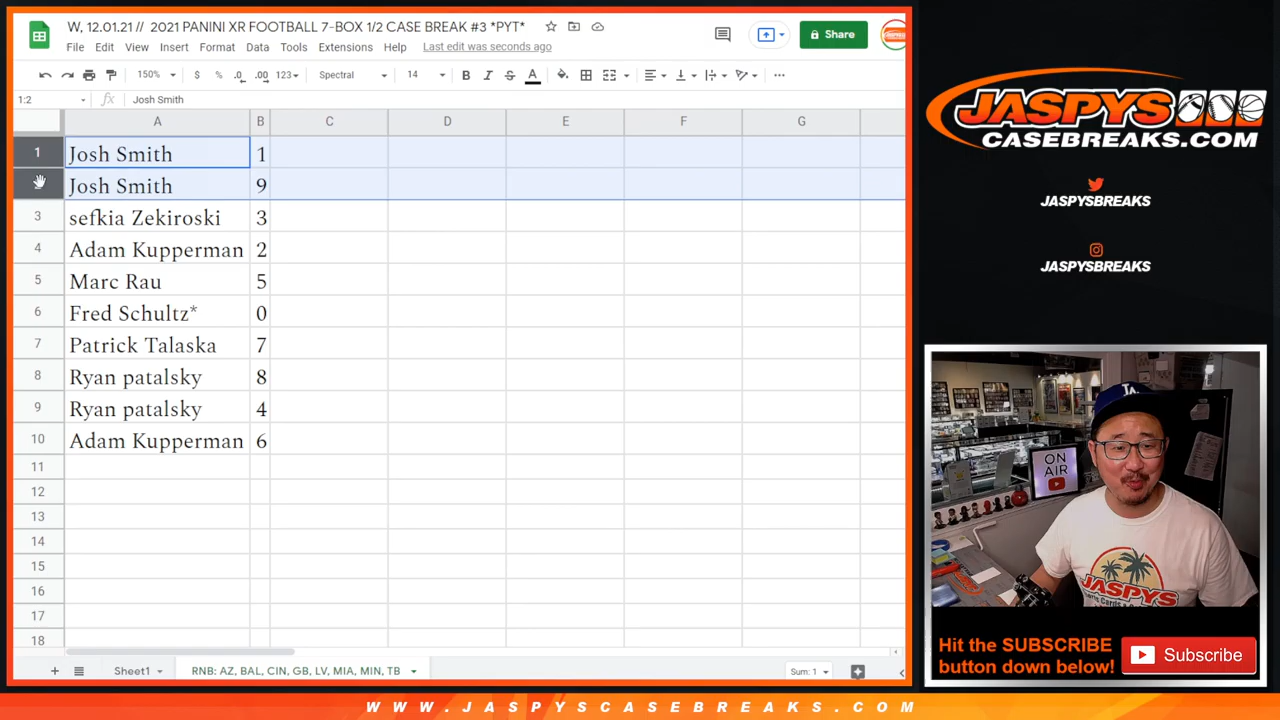 W, 12.01.21 // 2021 PANINI XR FOOTBALL 7-BOX 1/2 CASE BREAK #3 *PYT*
File Edit View Insert Format Data Tools Extensions Help Last edit was seconds ago
Share
150% $ % .0 .00 123 Spectral 14 B I S A
1:2 fx Josh Smith
A B C D E F G
1 Josh Smith 1
Josh Smith 9
3 sefkia Zekiroski 3
4 Adam Kupperman 2
5 Marc Rau 5
6 Fred Schultz* 0
7 Patrick Talaska 7
8 Ryan patalsky 8
9 Ryan patalsky 4
10 Adam Kupperman 6
11
12
13
14
15
16
17
18
Sheet1 RNB: AZ, BAL, CIN, GB, LV, MIA, MIN, TB Sum: 1
JASPYS
CASEBREAKS.COM
JASPYSBREAKS
JASPYSBREAKS
ON
AIR
JASPYS
Hit the SUBSCRIBE
button down below!
Subscribe
WWW.JASPYSCASEBREAKS.COM